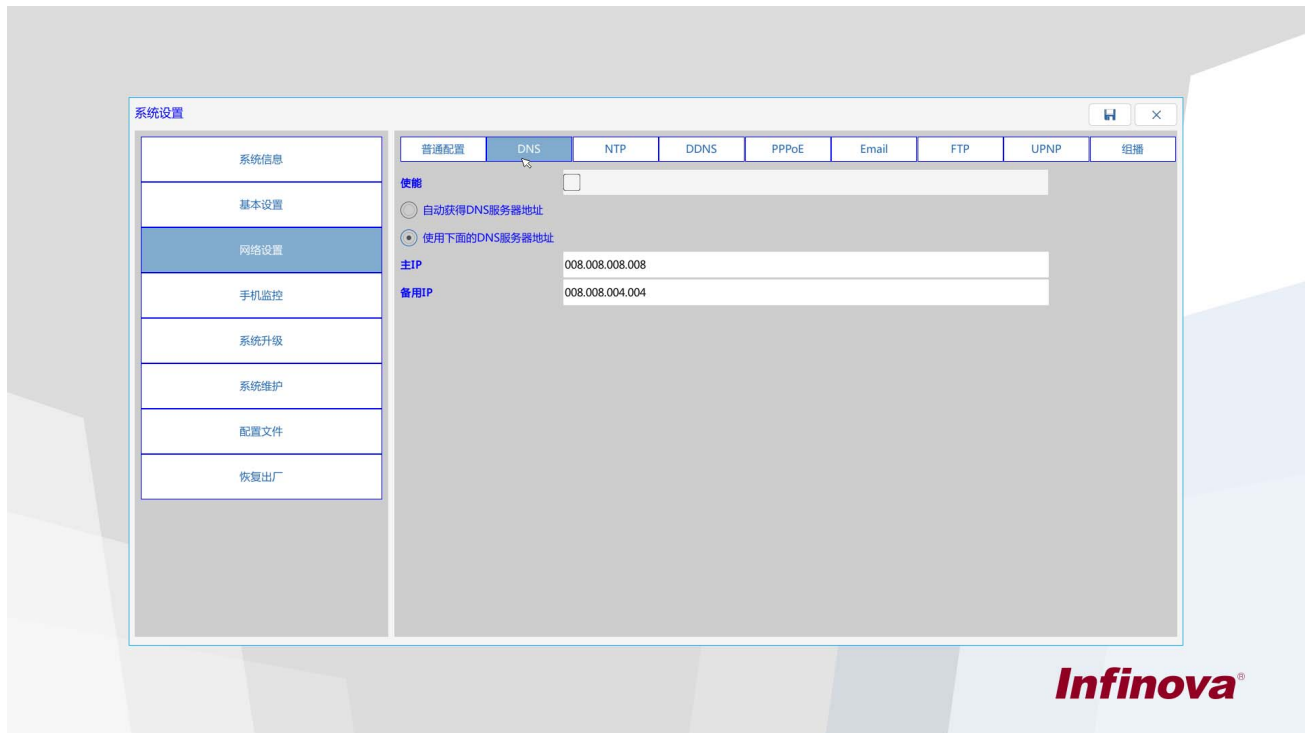 系统设置
系统信息
基本设置
网络设置
手机监控
系统升级
系统维护
配置文件
恢复出厂
普通配置 DNS NTP DDNS PPPoE Email FTP UPNP 组播
使能
自动获得DNS服务器地址
使用下面的DNS服务器地址
主IP 008.008.008.008
备用IP 008.008.004.004
Infinova®